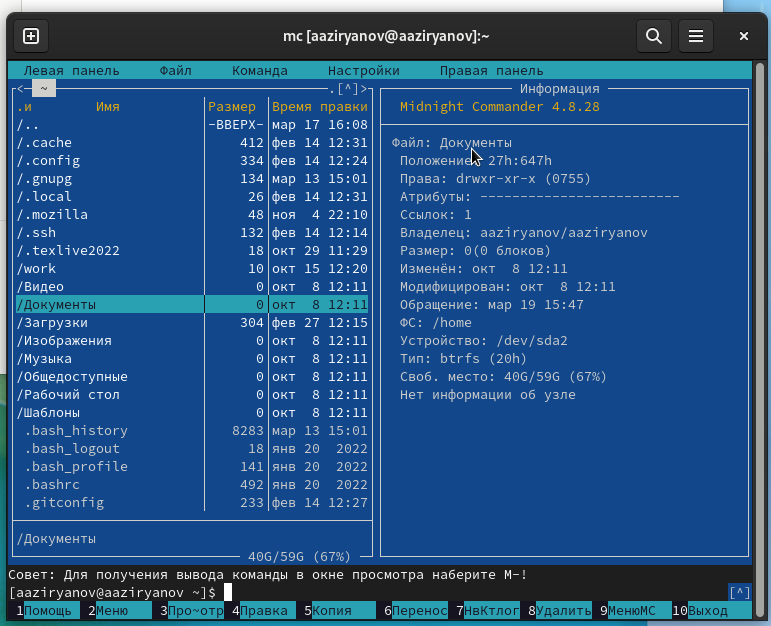 mc [aaziryanov@aaziryanov]:~
Левая панель Файл Команда Настройки Правая панель
<─ ~ .[^]>
.и Имя Размер Время правки
/.. -ВВЕРХ- мар 17 16:08
/.cache 412 фев 14 12:31
/.config 334 фев 14 12:24
/.gnupg 134 мар 13 15:01
/.local 26 фев 14 12:31
/.mozilla 48 ноя 4 22:10
/.ssh 132 фев 14 12:14
/.texlive2022 18 окт 29 11:29
/work 10 окт 15 12:20
/Видео 0 окт 8 12:11
/Документы 0 окт 8 12:11
/Загрузки 304 фев 27 12:15
/Изображения 0 окт 8 12:11
/Музыка 0 окт 8 12:11
/Общедоступные 0 окт 8 12:11
/Рабочий стол 0 окт 8 12:11
/Шаблоны 0 окт 8 12:11
.bash_history 8283 мар 13 15:01
.bash_logout 18 янв 20 2022
.bash_profile 141 янв 20 2022
.bashrc 492 янв 20 2022
.gitconfig 233 фев 14 12:27
/Документы
40G/59G (67%)
Информация
Midnight Commander 4.8.28
Файл: Документы
Положение: 27h:647h
Права: drwxr-xr-x (0755)
Атрибуты: -------------------------
Ссылок: 1
Владелец: aaziryanov/aaziryanov
Размер: 0(0 блоков)
Изменён: окт 8 12:11
Модифицирован: окт 8 12:11
Обращение: мар 19 15:47
ФС: /home
Устройство: /dev/sda2
Тип: btrfs (20h)
Своб. место: 40G/59G (67%)
Нет информации об узле
Совет: Для получения вывода команды в окне просмотра наберите M-!
[aaziryanov@aaziryanov ~]$ [^]
1Помощь 2Меню 3Про~отр 4Правка 5Копия 6Перенос 7НвКтлог 8Удалить 9МенюMC 10Выход